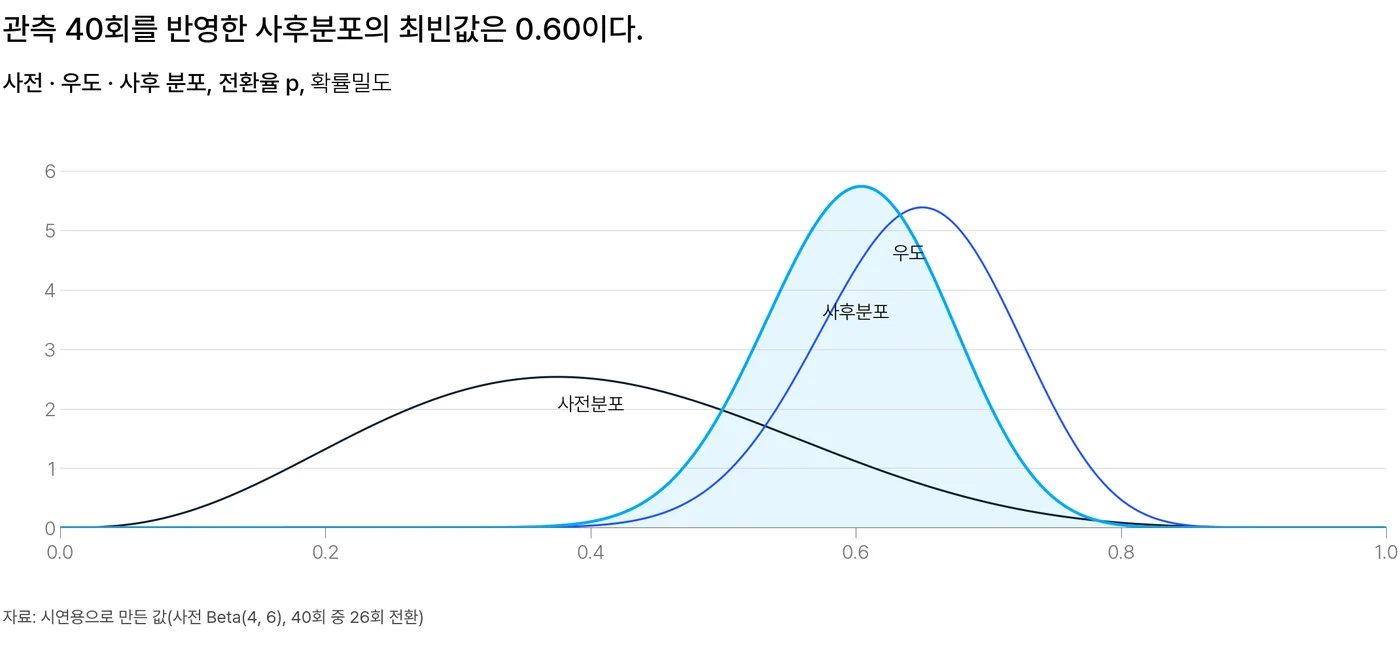 관측 40회를 반영한 사후분포의 최빈값은 0.60이다.
사전 · 우도 · 사후 분포, 전환율 p, 확률밀도
6
5
4
3
2
1
0
우도
사후분포
사전분포
0.0 0.2 0.4 0.6 0.8 1.0
자료: 시연용으로 만든 값(사전 Beta(4, 6), 40회 중 26회 전환)